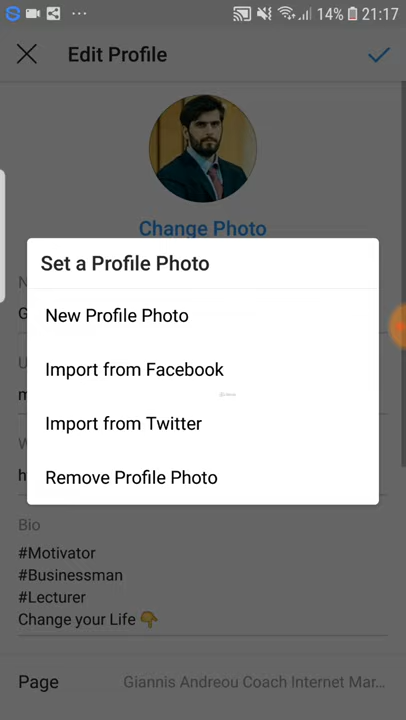 14% 21:17
Edit Profile
Change Photo
Set a Profile Photo
New Profile Photo
Import from Facebook
Import from Twitter
Remove Profile Photo
Bio
#Motivator
#Businessman
#Lecturer
Change your Life 👇
Page Giannis Andreou Coach Internet Mar...